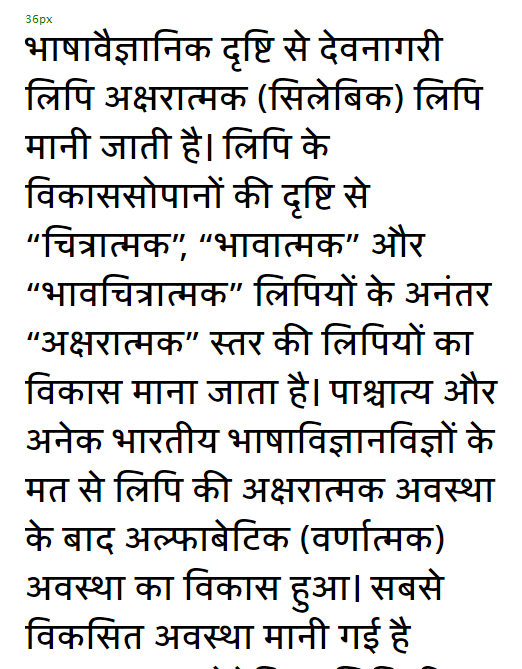 36px
भाषावैज्ञानिक दृष्टि से देवनागरी
लिपि अक्षरात्मक (सिलेबिक) लिपि
मानी जाती है। लिपि के
विकाससोपानों की दृष्टि से
“चित्रात्मक”, “भावात्मक” और
“भावचित्रात्मक” लिपियों के अनंतर
“अक्षरात्मक” स्तर की लिपियों का
विकास माना जाता है। पाश्चात्य और
अनेक भारतीय भाषाविज्ञानविज्ञों के
मत से लिपि की अक्षरात्मक अवस्था
के बाद अल्फाबेटिक (वर्णात्मक)
अवस्था का विकास हुआ। सबसे
विकसित अवस्था मानी गई है